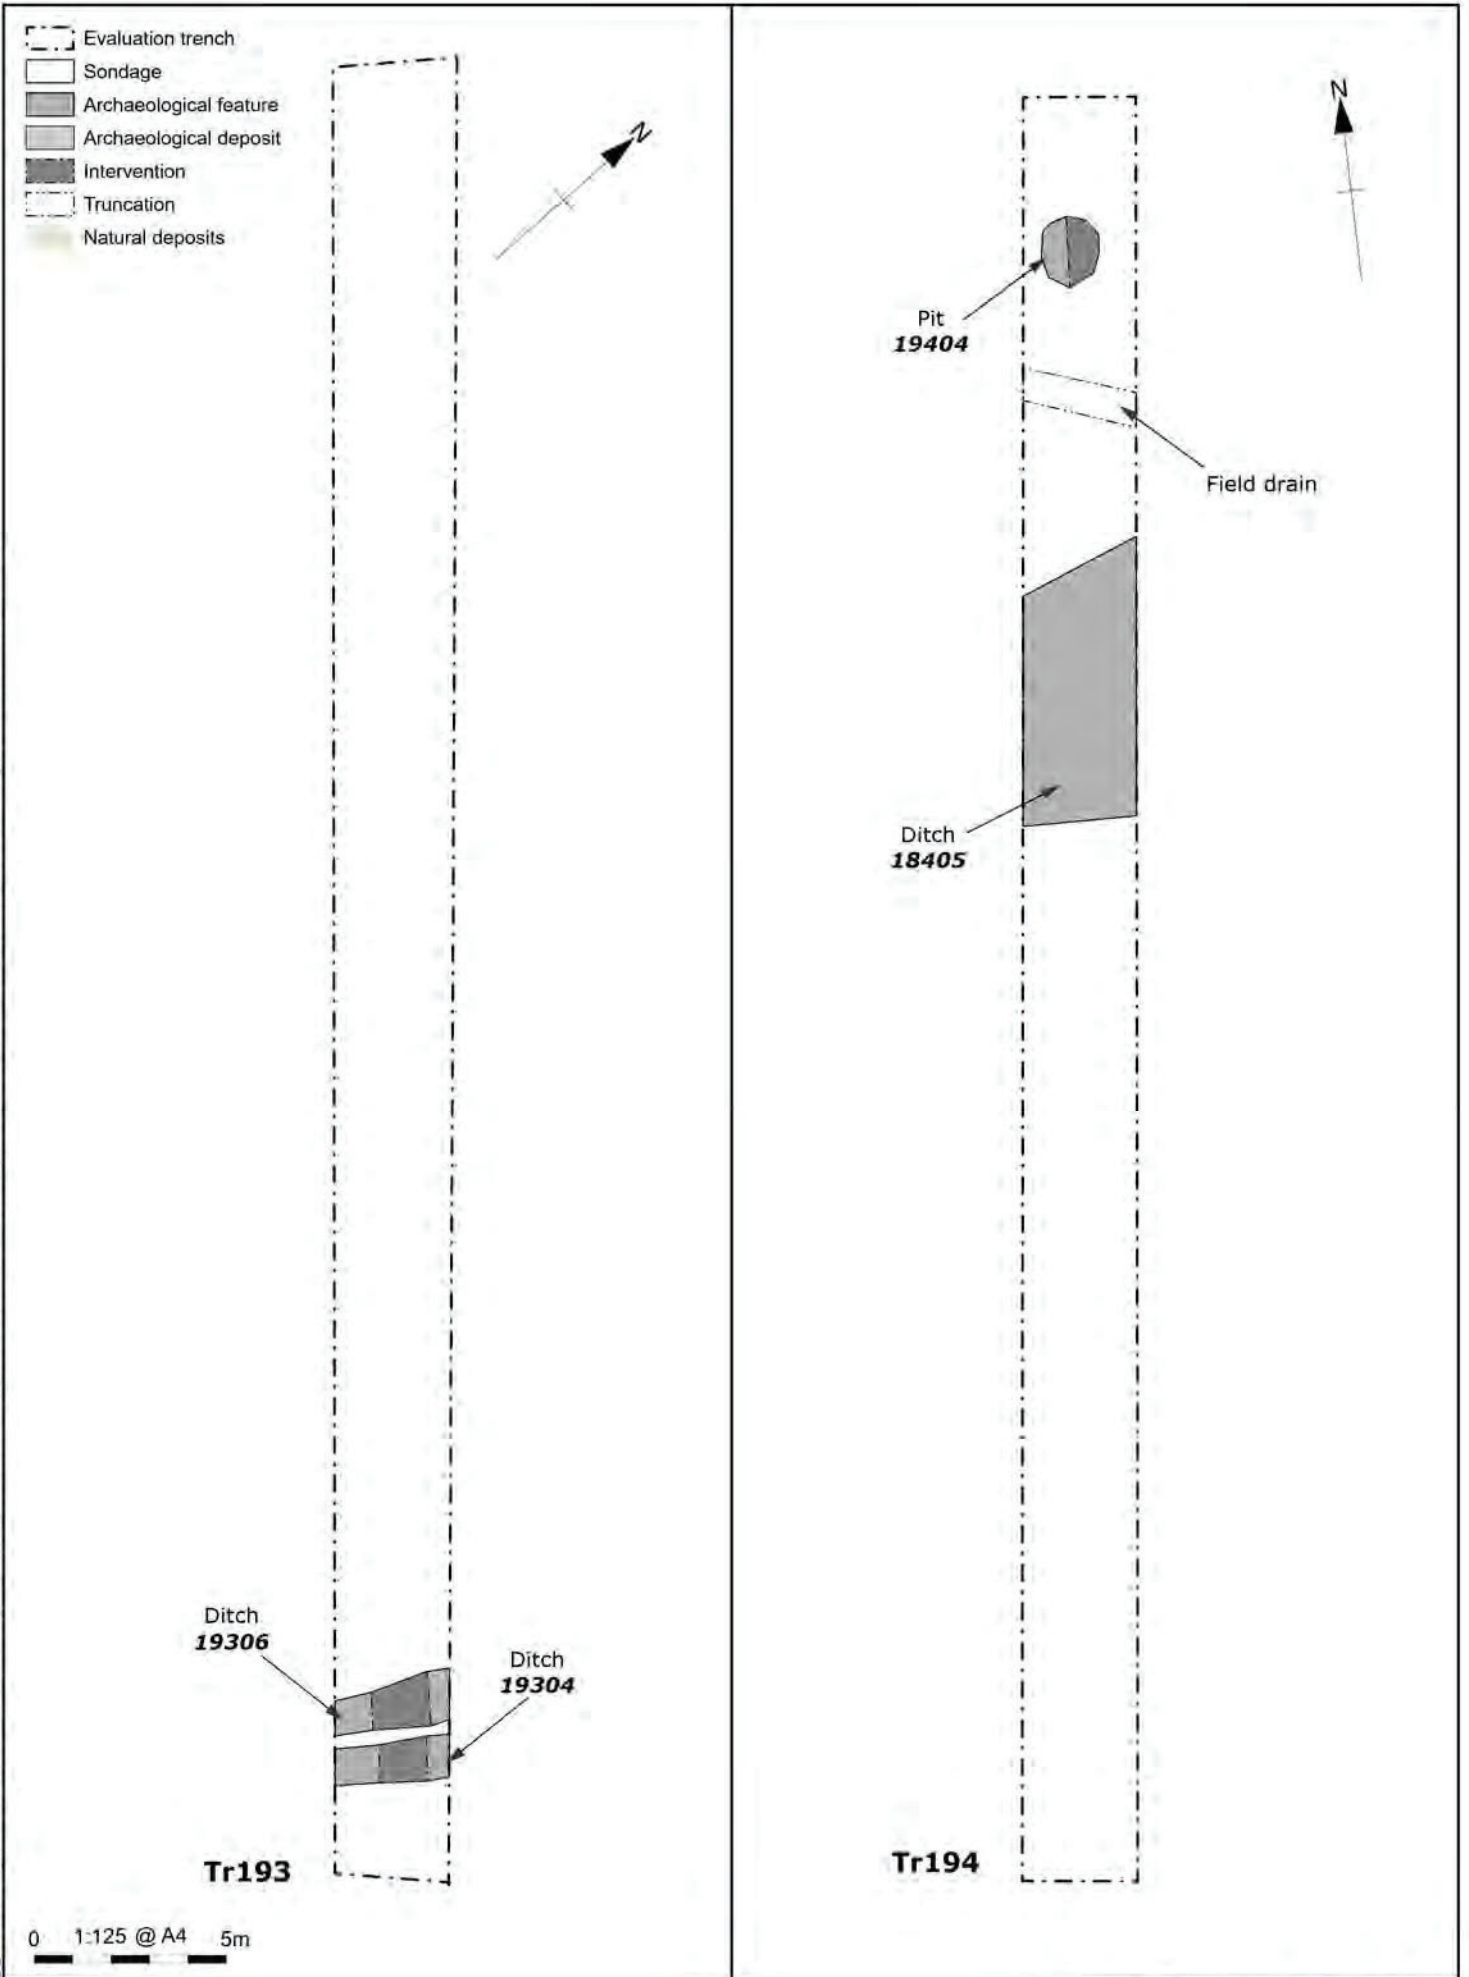 Evaluation trench
Sondage
Archaeological feature
Archaeological deposit
Intervention
Truncation
Natural deposits
N
Ditch
19306
Ditch
19304
Tr193
0 1:125 @ A4 5m
N
Pit
19404
Field drain
Ditch
18405
Tr194